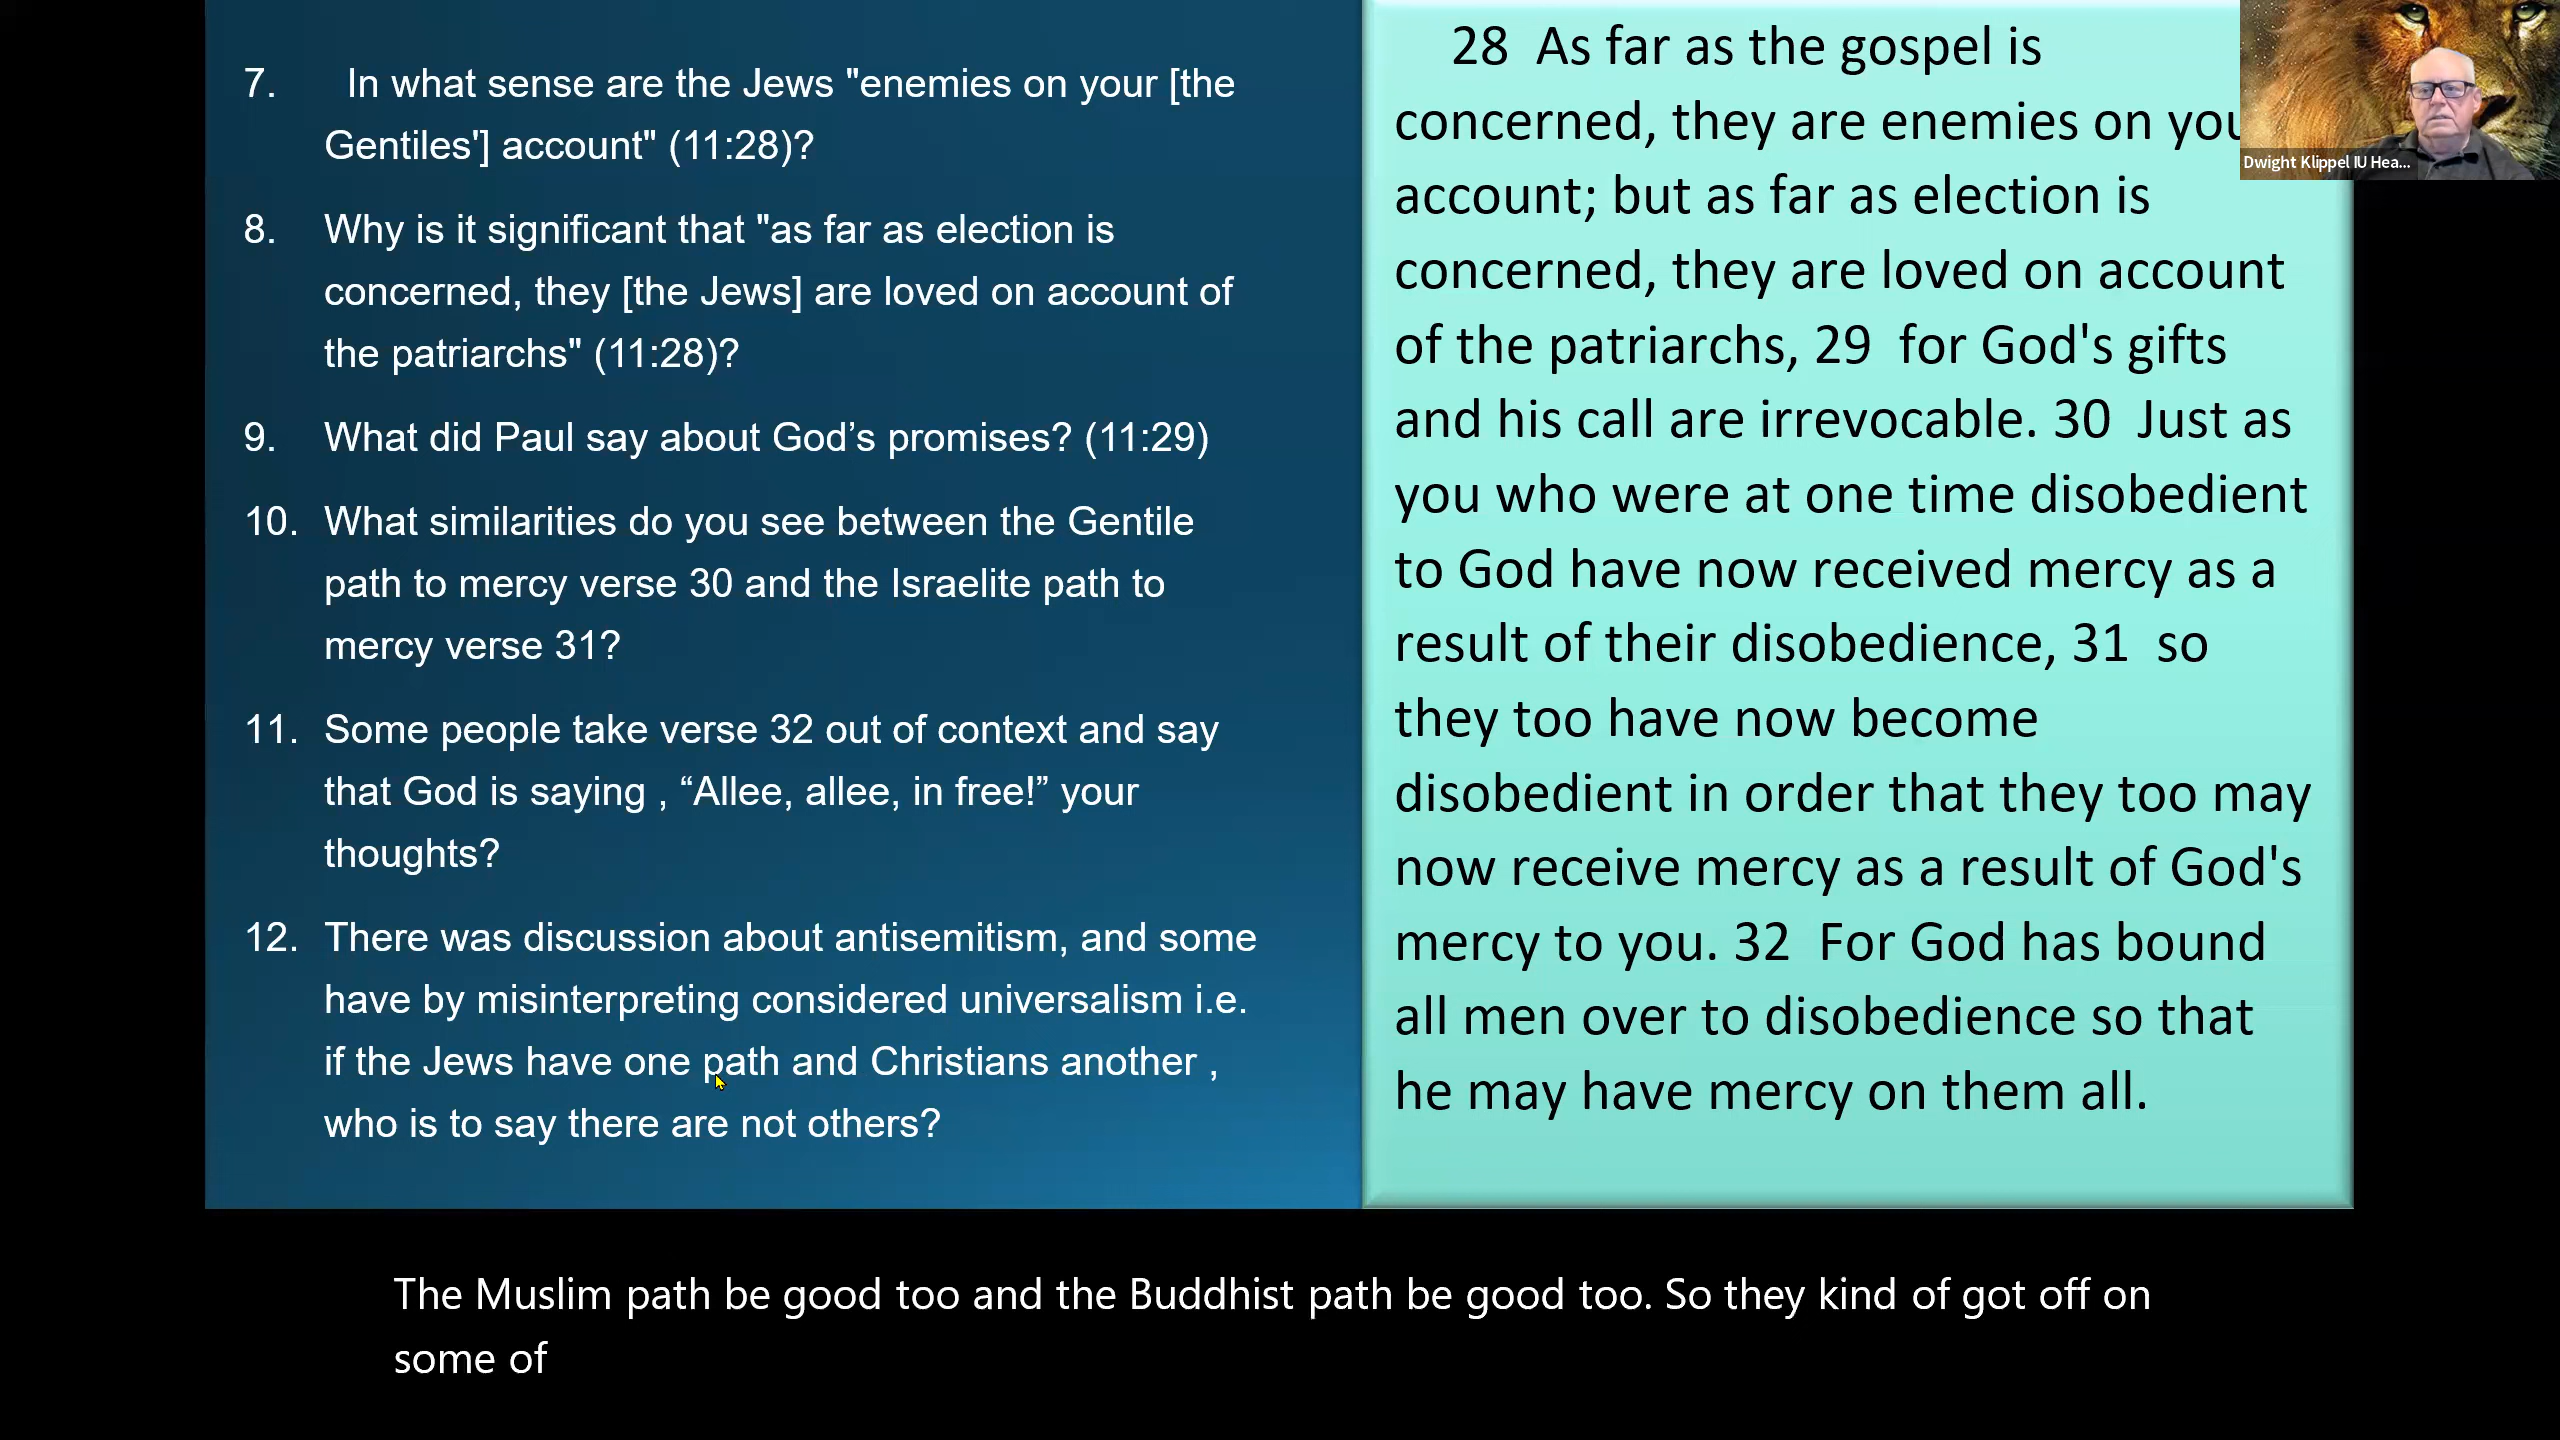 7. In what sense are the Jews "enemies on your [the
Gentiles'] account" (11:28)?
8. Why is it significant that "as far as election is
concerned, they [the Jews] are loved on account of
the patriarchs" (11:28)?
9. What did Paul say about God’s promises? (11:29)
10. What similarities do you see between the Gentile
path to mercy verse 30 and the Israelite path to
mercy verse 31?
11. Some people take verse 32 out of context and say
that God is saying , “Allee, allee, in free!” your
thoughts?
12. There was discussion about antisemitism, and some
have by misinterpreting considered universalism i.e.
if the Jews have one path and Christians another ,
who is to say there are not others?
28 As far as the gospel is
concerned, they are enemies on you
account; but as far as election is
concerned, they are loved on account
of the patriarchs, 29 for God's gifts
and his call are irrevocable. 30 Just as
you who were at one time disobedient
to God have now received mercy as a
result of their disobedience, 31 so
they too have now become
disobedient in order that they too may
now receive mercy as a result of God's
mercy to you. 32 For God has bound
all men over to disobedience so that
he may have mercy on them all.
Dwight Klippel IU Hea...
The Muslim path be good too and the Buddhist path be good too. So they kind of got off on
some of